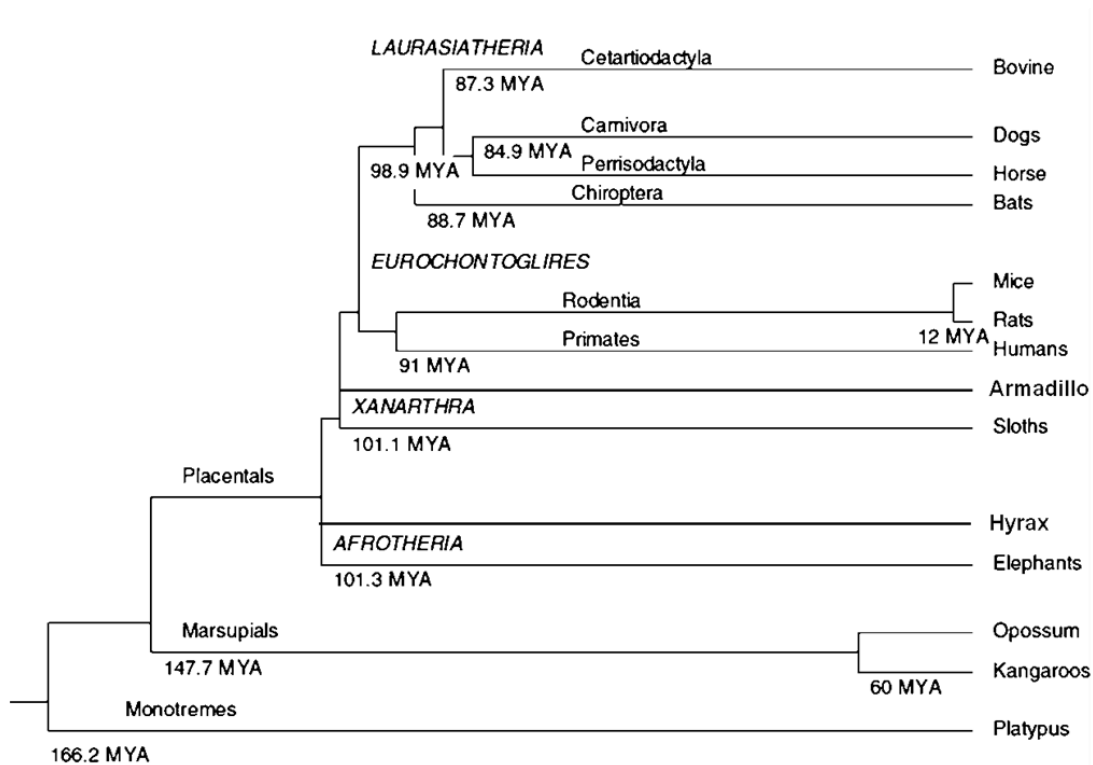 LAURASIATHERIA
Cetartiodactyla
Bovine
87.3 MYA
Carnivora
Dogs
84.9 MYA
98.9 MYA
Perrisodactyla
Horse
Chiroptera
Bats
88.7 MYA
EUROCHONTOGLIRES
Mice
Rodentia
Rats
12 MYA
Primates
Humans
91 MYA
Armadillo
XANARTHRA
Sloths
101.1 MYA
Placentals
Hyrax
AFROTHERIA
Elephants
101.3 MYA
Marsupials
Opossum
147.7 MYA
Kangaroos
60 MYA
Monotremes
Platypus
166.2 MYA